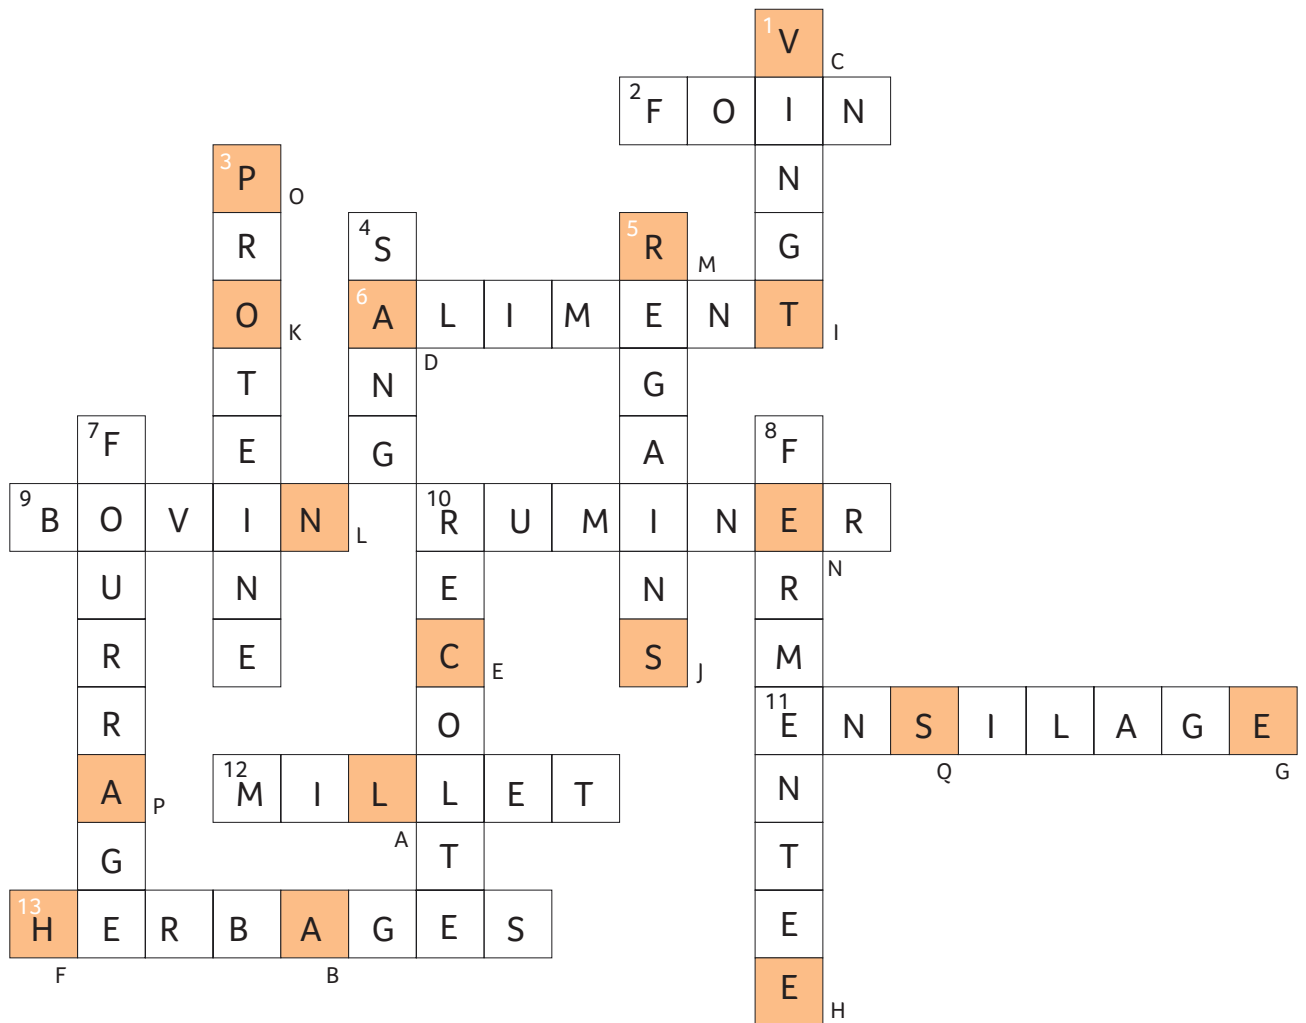 1 V C
2 F O I N
3 P O N
R 4 S 5 R M G
O K 6 A L I M E N T I
T N D G
7 F E G A 8 F
9 B O V I N L 10 R U M I N E R
U N E N R N
R E C E S J M
R O 11 E N S I L A G E
Q G
A P 12 M I L L E T N
A
G T T
13 H E R B A G E S E
F B
E H